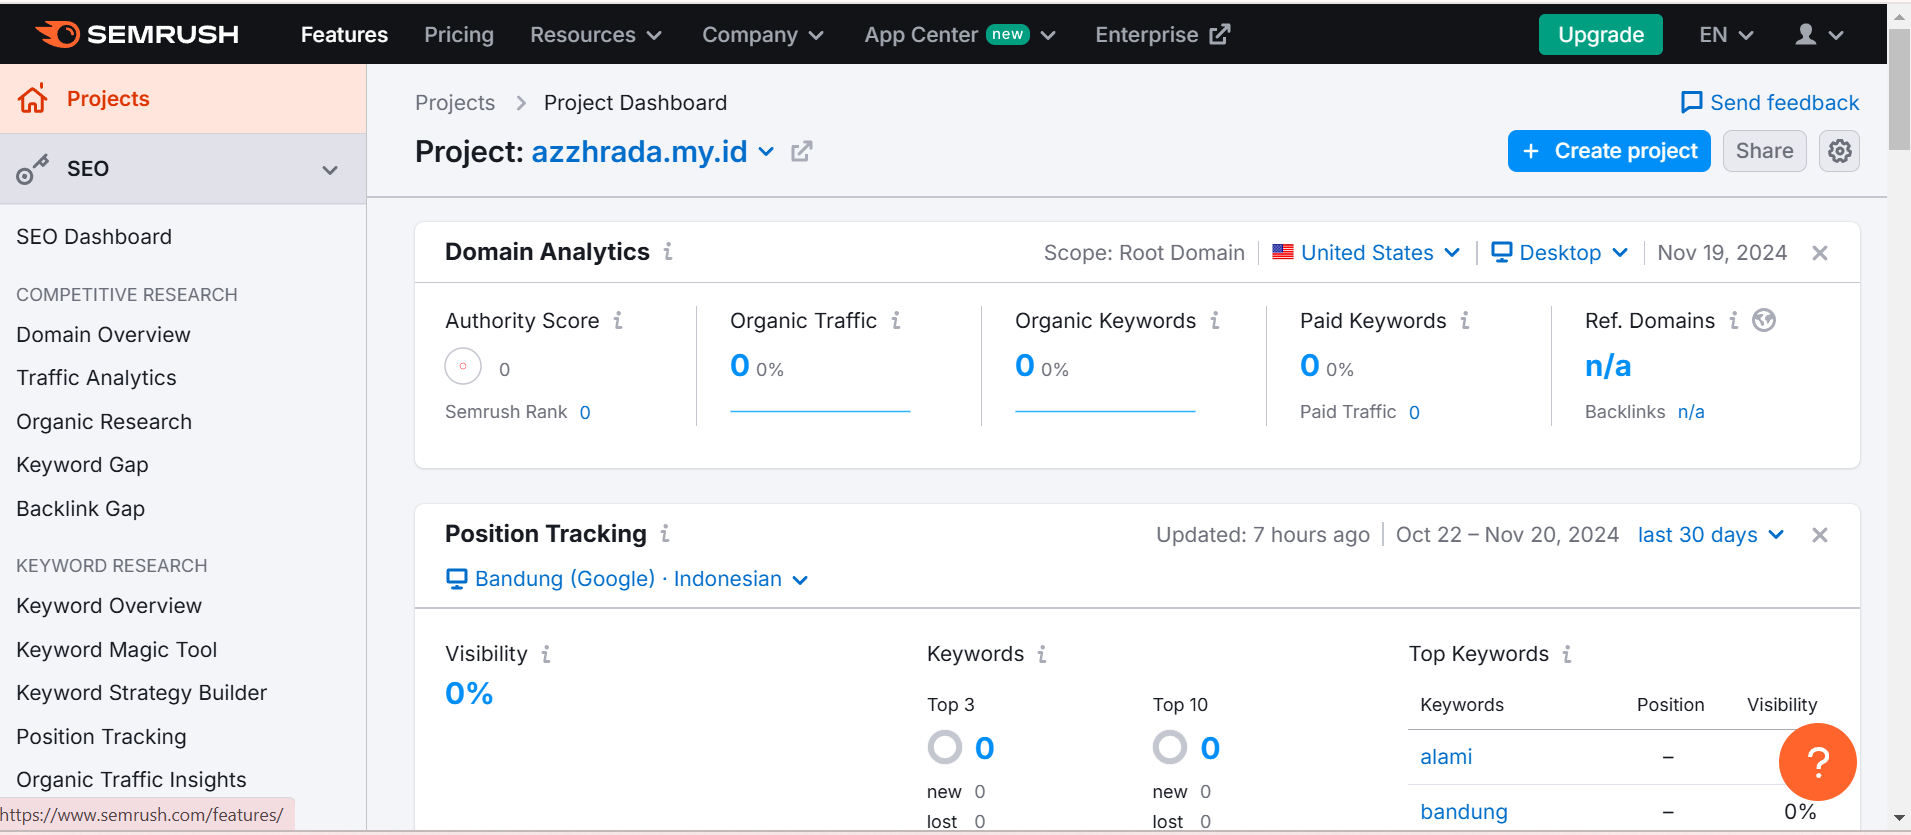 SEMRUSH Features Pricing Resources Company App Center new Enterprise Upgrade EN
Projects
SEO
SEO Dashboard
COMPETITIVE RESEARCH
Domain Overview
Traffic Analytics
Organic Research
Keyword Gap
Backlink Gap
KEYWORD RESEARCH
Keyword Overview
Keyword Magic Tool
Keyword Strategy Builder
Position Tracking
Organic Traffic Insights
https://www.semrush.com/features/
Projects > Project Dashboard
Send feedback
Project: azzhrada.my.id
+ Create project Share
Domain Analytics i Scope: Root Domain United States Desktop Nov 19, 2024 ×
Authority Score i
0
Semrush Rank 0
Organic Traffic i
0 0%
Organic Keywords i
0 0%
Paid Keywords i
0 0%
Paid Traffic 0
Ref. Domains i
n/a
Backlinks n/a
Position Tracking i Updated: 7 hours ago Oct 22 – Nov 20, 2024 last 30 days ×
Bandung (Google) · Indonesian
Visibility i
0%
Keywords i
Top 3
0
new 0
lost 0
Top 10
0
new 0
lost 0
Top Keywords i
Keywords Position Visibility
alami –
bandung – 0%
?